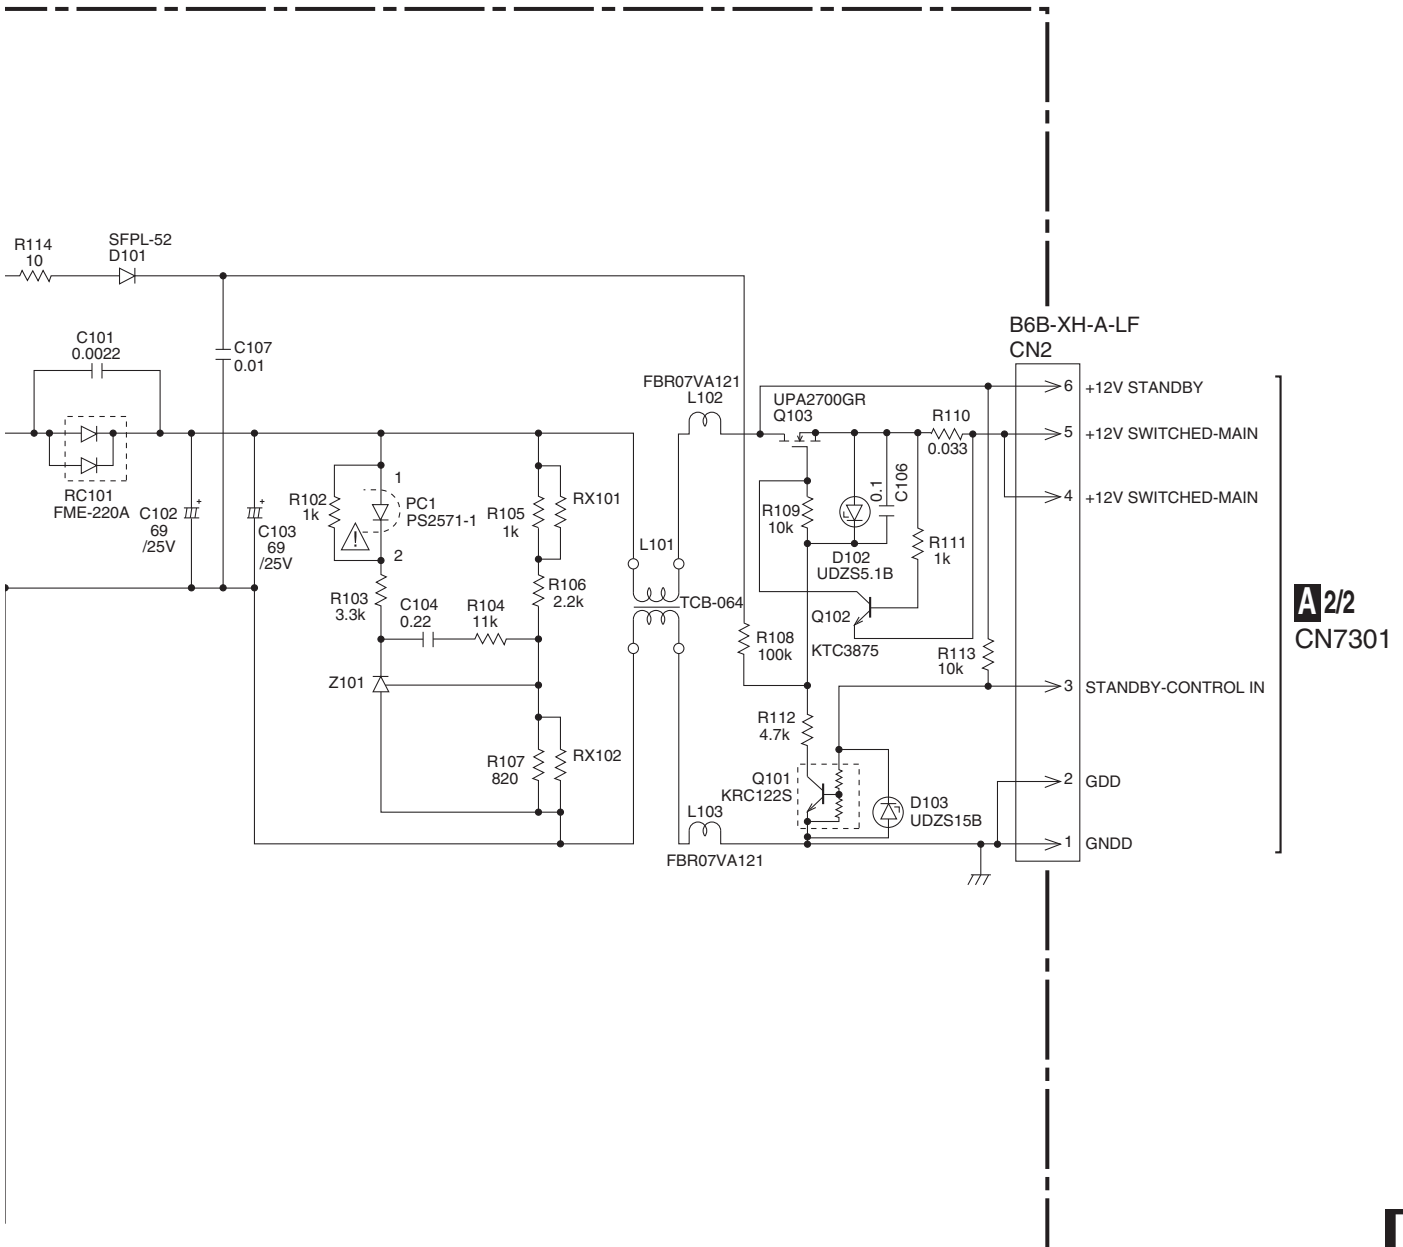 R114
10
SFPL-52
D101
C101
0.0022
C107
0.01
RC101
FME-220A
C102
69
/25V
+
C103
69
/25V
+
R102
1k
1
PC1
PS2571-1
!
2
R103
3.3k
C104
0.22
R104
11k
Z101
R105
1k
RX101
R106
2.2k
R107
820
RX102
L101
TCB-064
FBR07VA121
L102
L103
FBR07VA121
UPA2700GR
Q103
R109
10k
0.1
C106
D102
UDZS5.1B
R110
0.033
R111
1k
Q102
KTC3875
R108
100k
R113
10k
R112
4.7k
Q101
KRC122S
D103
UDZS15B
B6B-XH-A-LF
CN2
6 +12V STANDBY
5 +12V SWITCHED-MAIN
4 +12V SWITCHED-MAIN
3 STANDBY-CONTROL IN
2 GDD
1 GNDD
A 2/2
CN7301